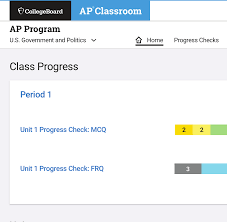 CollegeBoard AP Classroom
AP Program
U.S. Government and Politics Home Progress Checks
Class Progress
Period 1
Unit 1 Progress Check: MCQ 2 2
Unit 1 Progress Check: FRQ 3